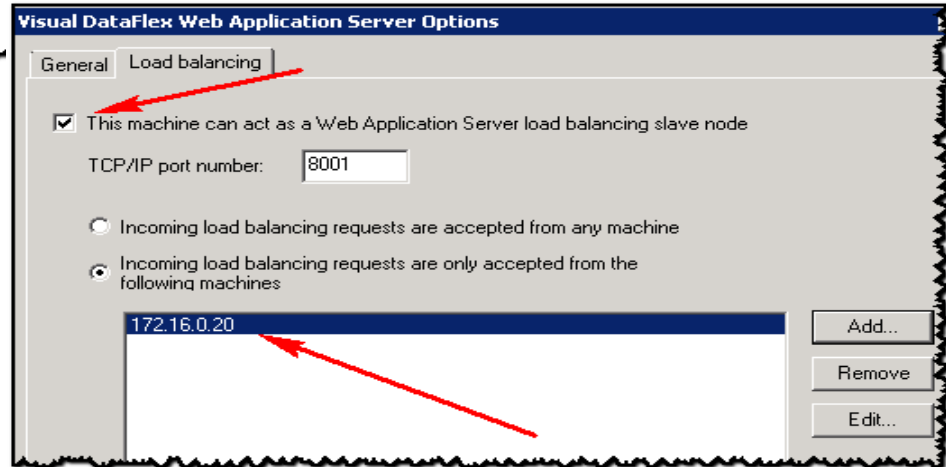 Visual DataFlex Web Application Server Options
General Load balancing
This machine can act as a Web Application Server load balancing slave node
TCP/IP port number: 8001
Incoming load balancing requests are accepted from any machine
Incoming load balancing requests are only accepted from the
following machines
172.16.0.20
Add...
Remove
Edit...